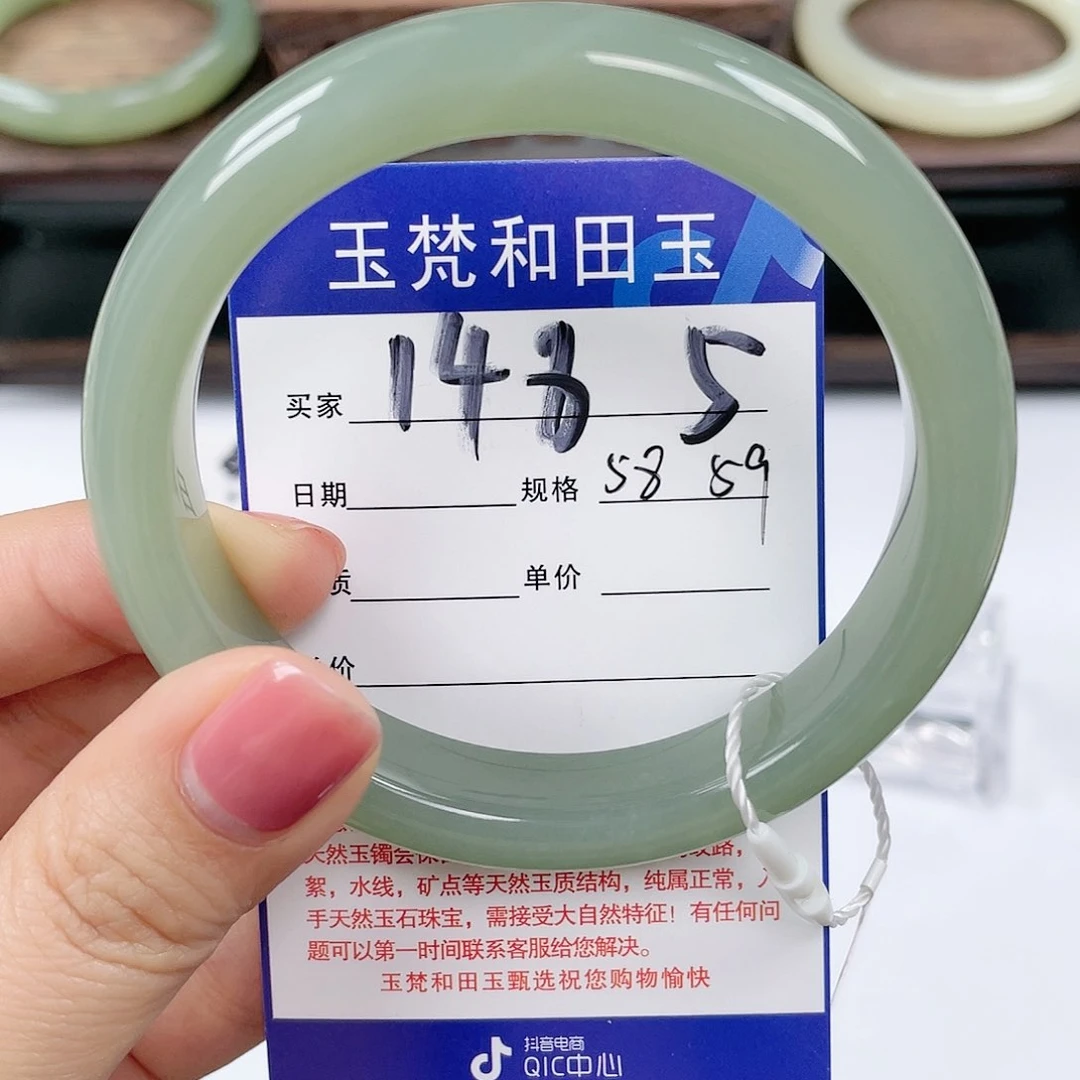 玉梵和田玉
买家 143 5
日期 规格 58 59
质 单价
价
天然玉镯会保
絮，水线，矿点等天然玉质结构，纯属正常，入
手天然玉石珠宝，需接受大自然特征！有任何问
题可以第一时间联系客服给您解决。
玉梵和田玉甄选祝您购物愉快
抖音电商
QIC中心